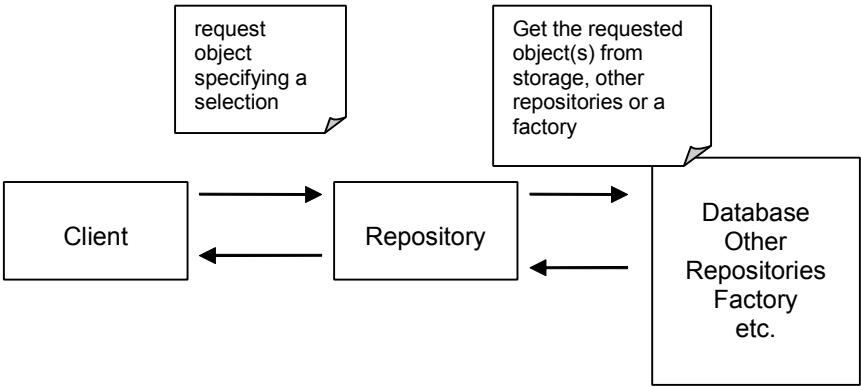 request
object
specifying a
selection
Get the requested
object(s) from
storage, other
repositories or a
factory
Client
Repository
Database
Other
Repositories
Factory
etc.